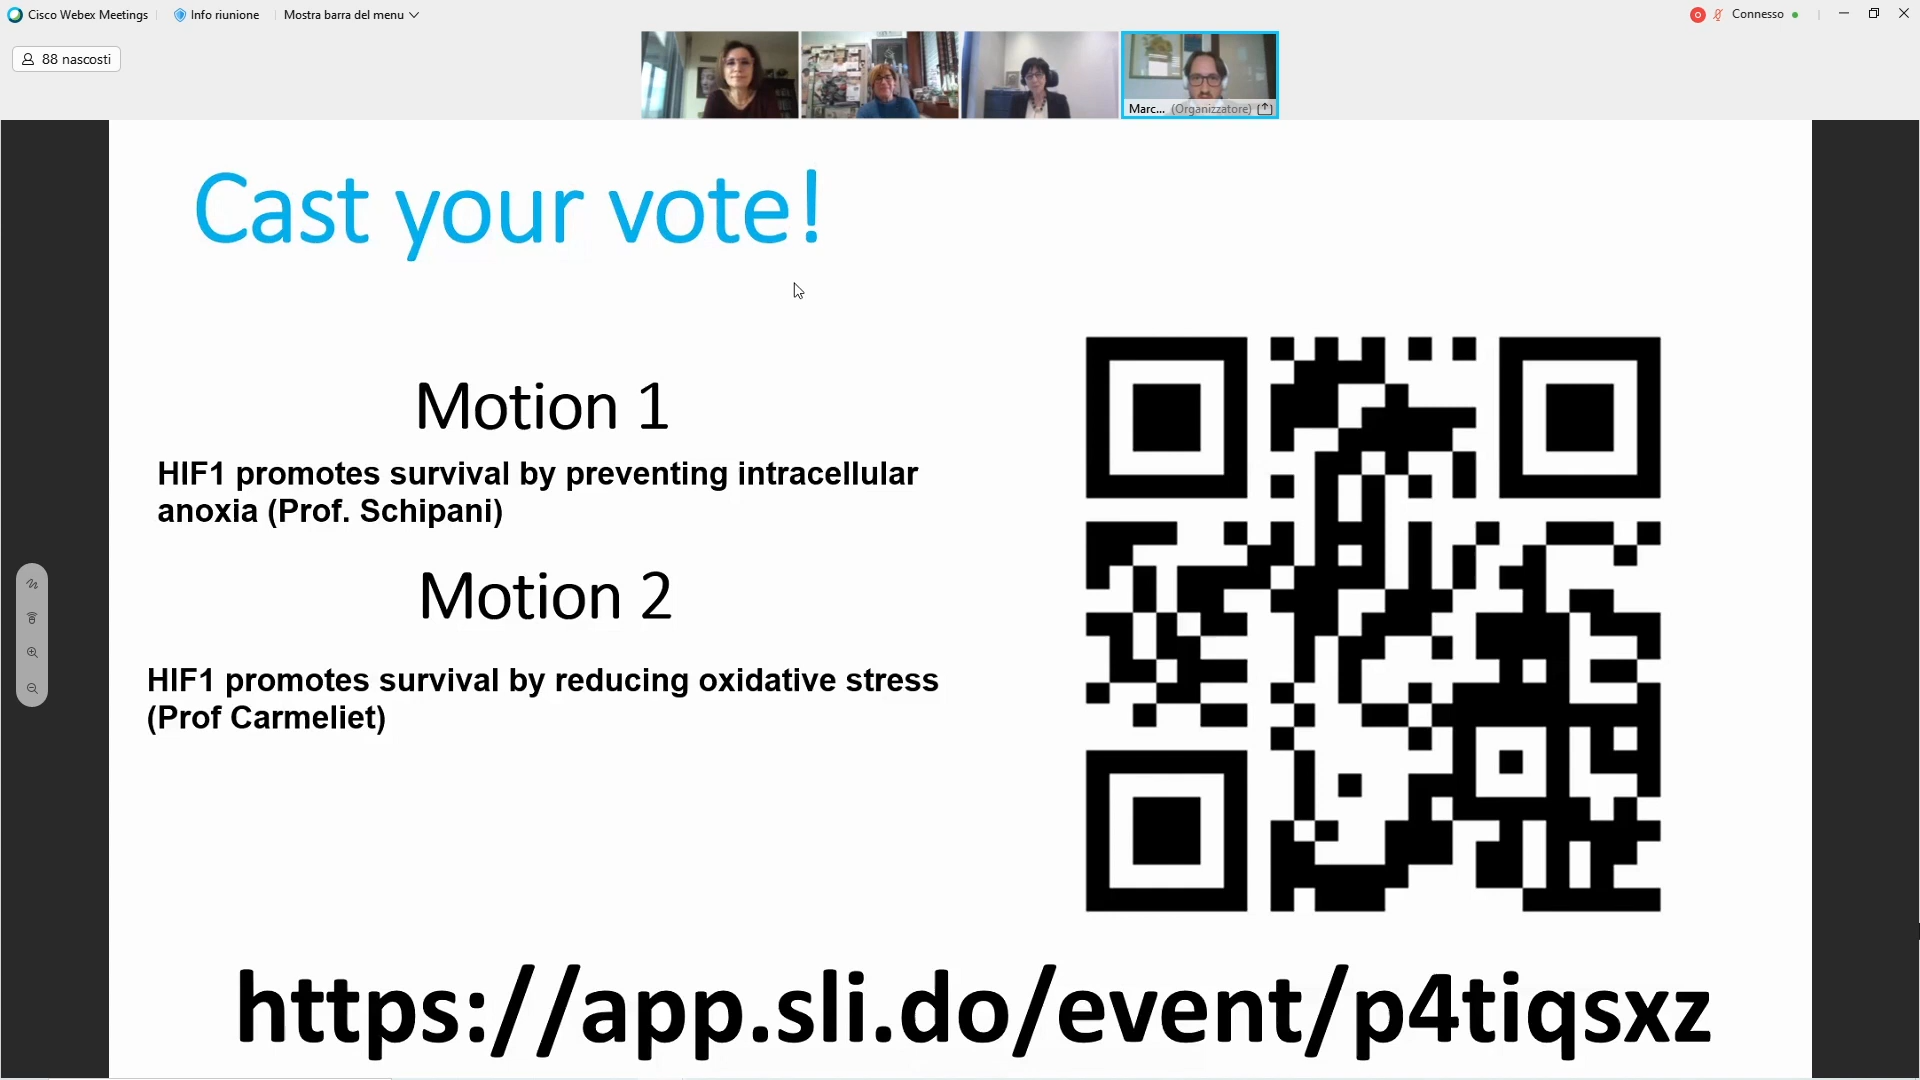 Cisco Webex Meetings
Info riunione
Mostra barra del menu
Connesso
88 nascosti
Marc... (Organizzatore)
Cast your vote!
Motion 1
HIF1 promotes survival by preventing intracellular
anoxia (Prof. Schipani)
Motion 2
HIF1 promotes survival by reducing oxidative stress
(Prof Carmeliet)
https://app.sli.do/event/p4tiqsxz